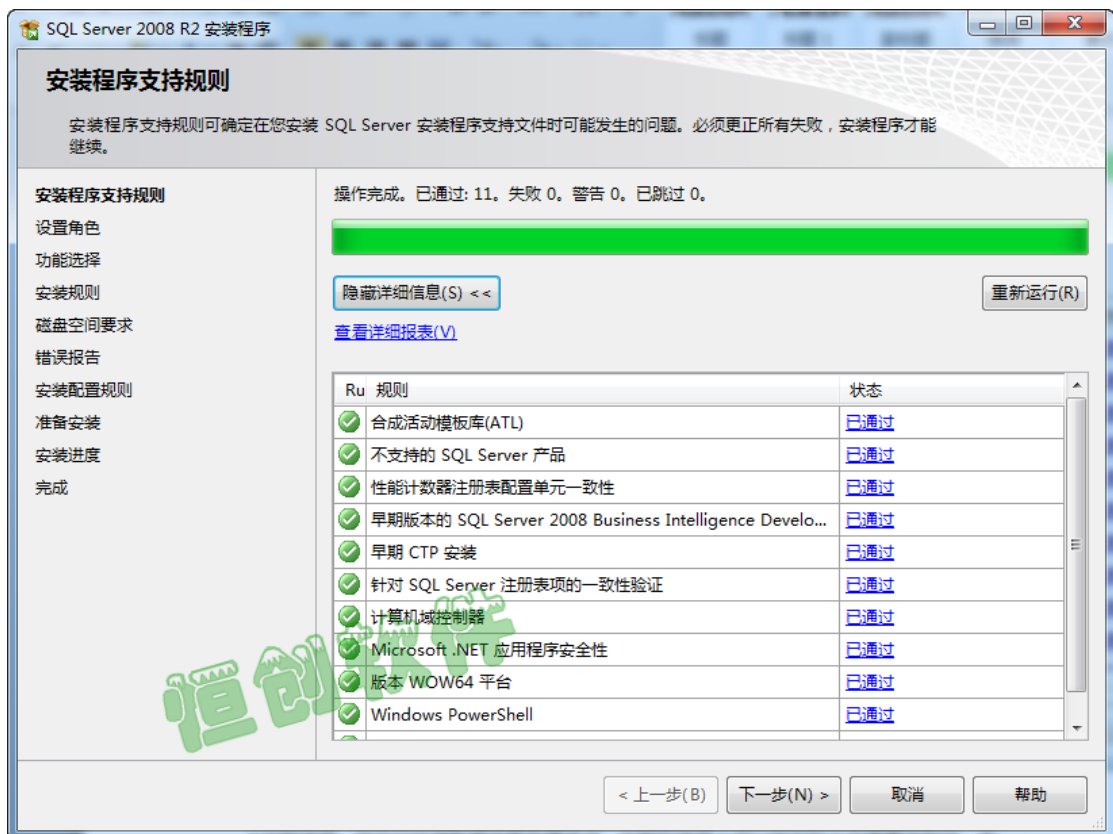 SQL Server 2008 R2 安装程序
安装程序支持规则
安装程序支持规则可确定在您安装 SQL Server 安装程序支持文件时可能发生的问题。必须更正所有失败，安装程序才能
继续。
安装程序支持规则
设置角色
功能选择
安装规则
磁盘空间要求
错误报告
安装配置规则
准备安装
安装进度
完成
操作完成。已通过: 11。失败 0。警告 0。已跳过 0。
隐藏详细信息(S) <<
重新运行(R)
查看详细报表(V)
Ru 规则 状态
合成活动模板库(ATL) 已通过
不支持的 SQL Server 产品 已通过
性能计数器注册表配置单元一致性 已通过
早期版本的 SQL Server 2008 Business Intelligence Develo... 已通过
早期 CTP 安装 已通过
针对 SQL Server 注册表项的一致性验证 已通过
计算机域控制器 已通过
Microsoft .NET 应用程序安全性 已通过
版本 WOW64 平台 已通过
Windows PowerShell 已通过
恒创软件
< 上一步(B) 下一步(N) > 取消 帮助